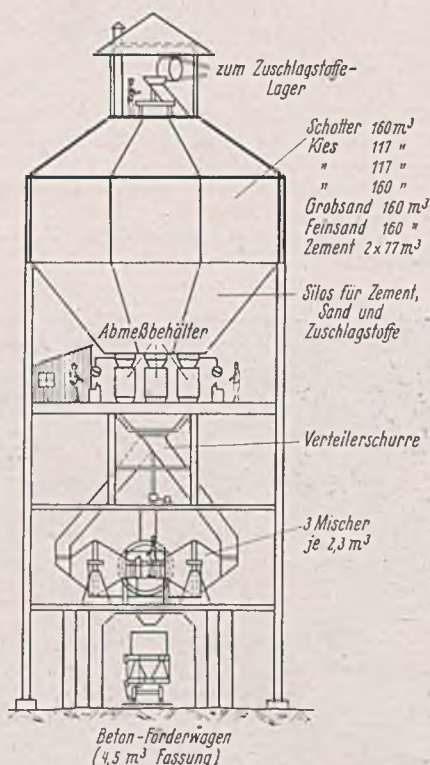 zum Zuschlagstoffe-
Lager
Schotter 160 m³
Kies 117 "
" 117 "
" 160 "
Grobsand 160 m³
Feinsand 160 "
Zement 2 x 77 m³
Silos für Zement,
Sand und
Zuschlagstoffe
Abmeßbehälter
Verteilerschurre
3 Mischer
je 2,3 m³
Beton-Förderwagen
(4,5 m³ Fassung)